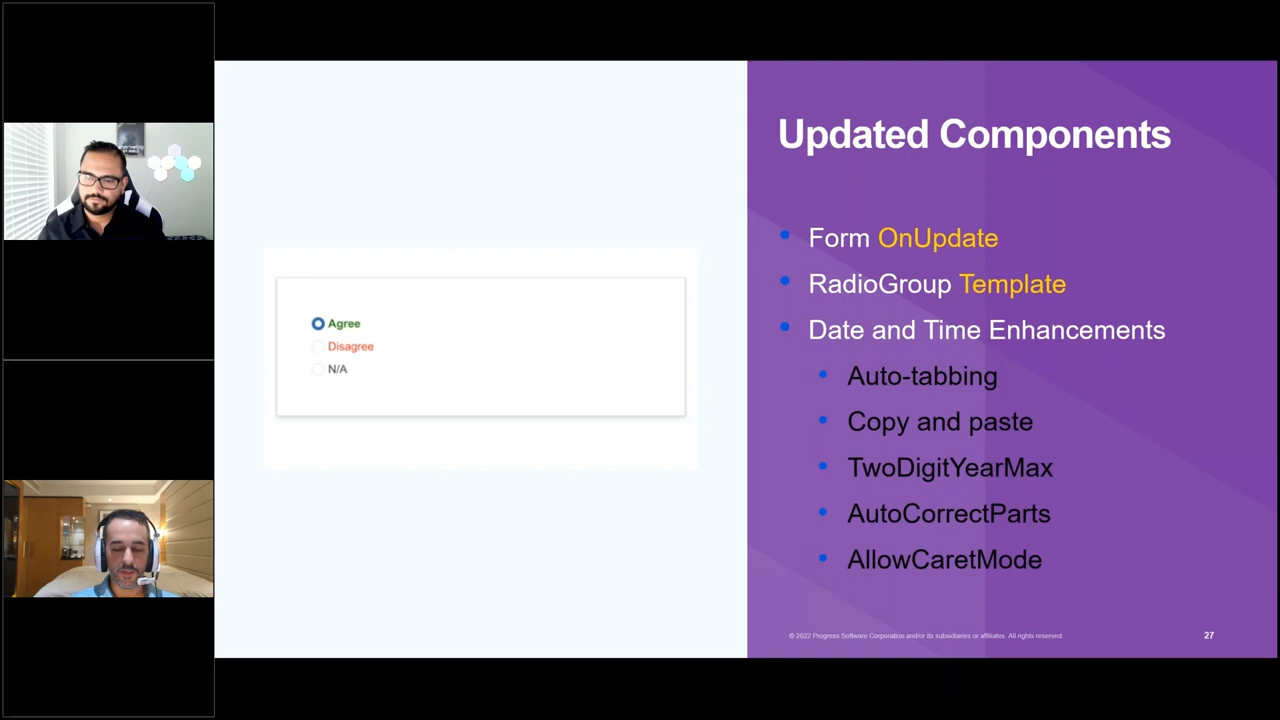 Agree
Disagree
N/A
Updated Components
Form OnUpdate
RadioGroup Template
Date and Time Enhancements
Auto-tabbing
Copy and paste
TwoDigitYearMax
AutoCorrectParts
AllowCaretMode
© 2022 Progress Software Corporation and/or its subsidiaries or affiliates. All rights reserved.
27